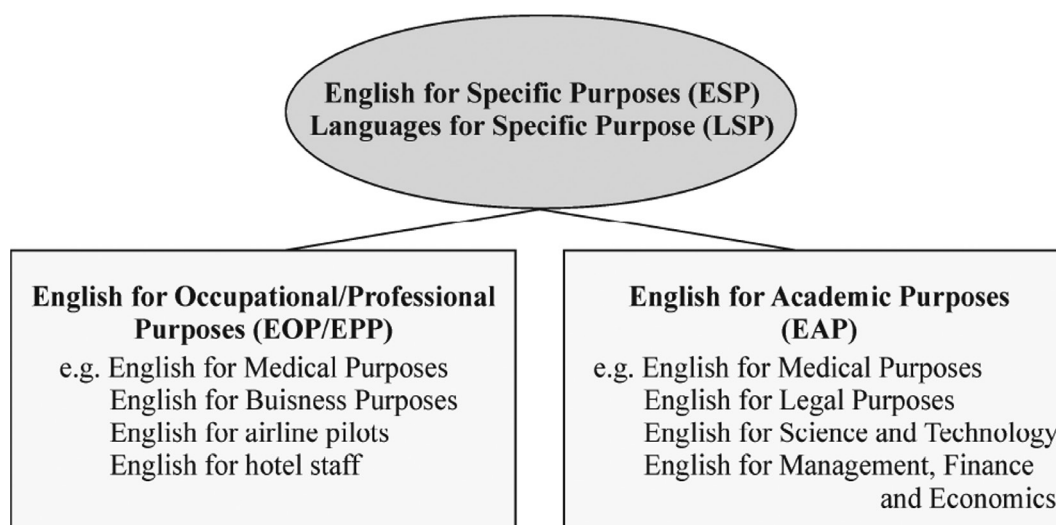 English for Specific Purposes (ESP)
Languages for Specific Purpose (LSP)
English for Occupational/Professional
Purposes (EOP/EPP)
e.g. English for Medical Purposes
English for Buisness Purposes
English for airline pilots
English for hotel staff
English for Academic Purposes
(EAP)
e.g. English for Medical Purposes
English for Legal Purposes
English for Science and Technology
English for Management, Finance
and Economics